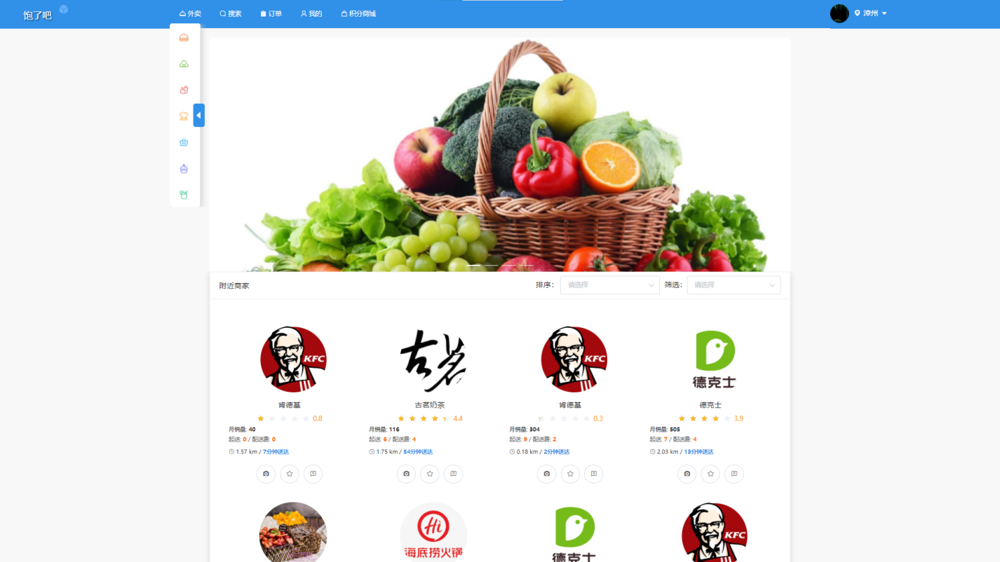 饱了吧
外卖 搜索 订单 我的 积分商城
漳州
附近商家
排序: 请选择 筛选: 请选择
KFC
古茗
KFC
德克士
肯德基 古茗奶茶 肯德基 德克士
0.8 4.4 0.3 3.9
月销量: 40 月销量: 116 月销量: 304 月销量: 505
起送: 0 / 配送费: 0 起送: 6 / 配送费: 4 起送: 9 / 配送费: 2 起送: 7 / 配送费: 4
1.57 km / 7分钟送达 1.75 km / 54分钟送达 0.18 km / 2分钟送达 2.03 km / 13分钟送达
Hi
海底捞火锅
德克士
KFC